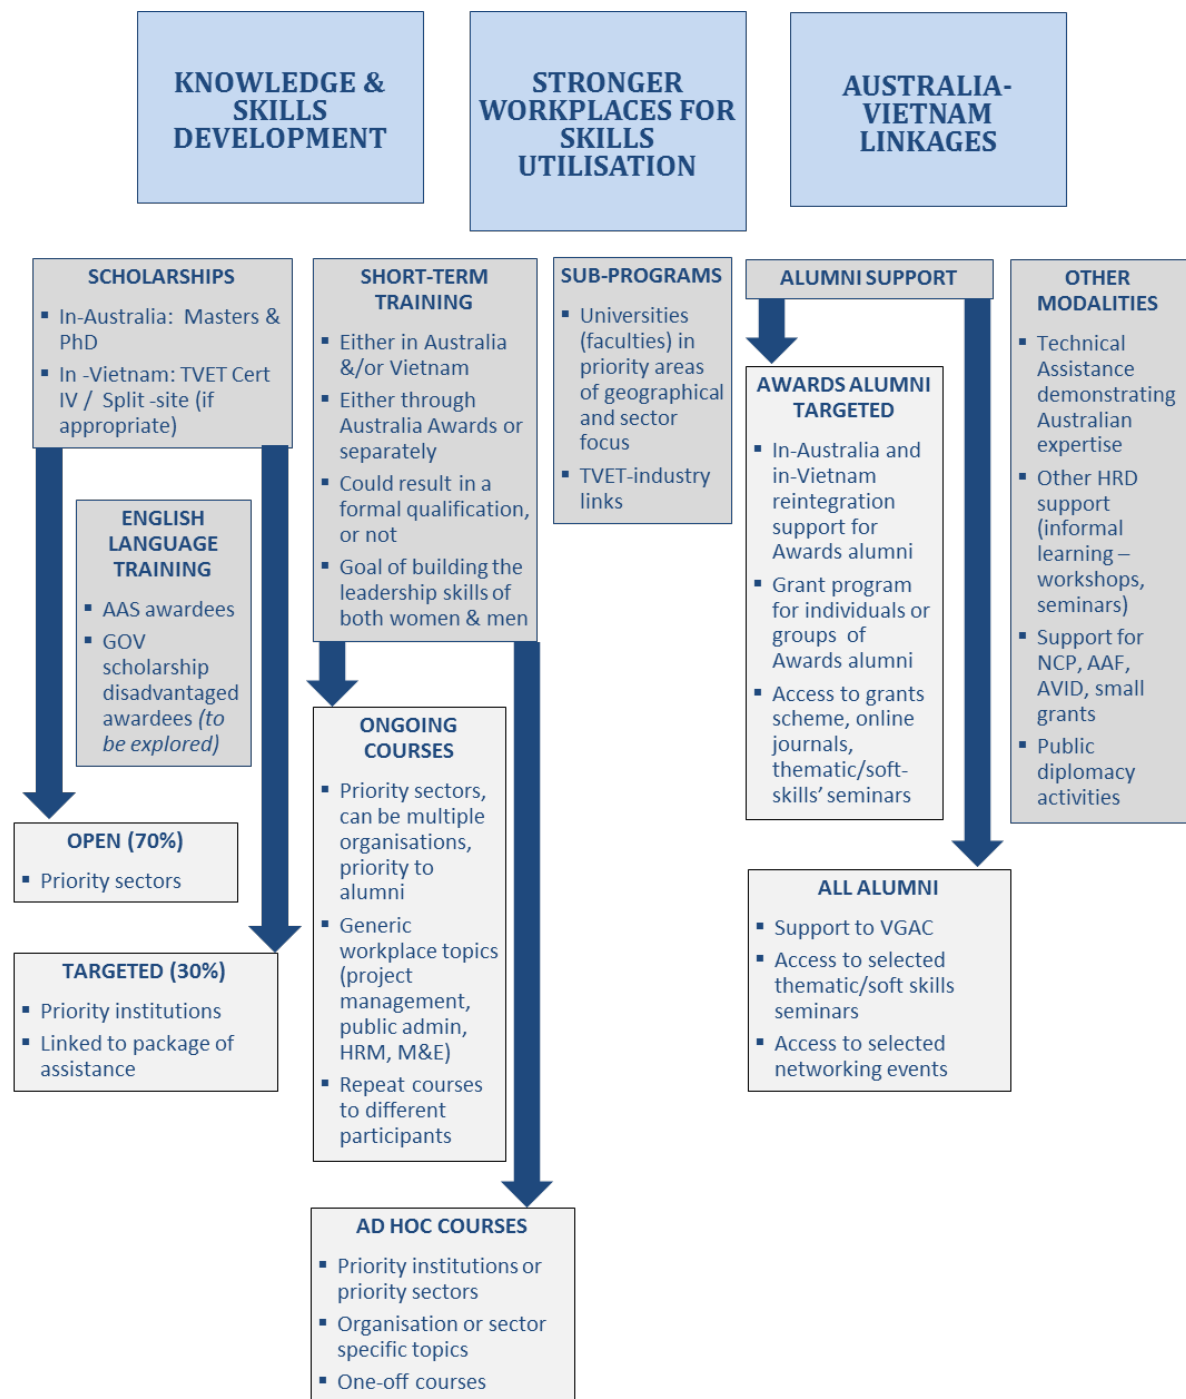 KNOWLEDGE &
SKILLS
DEVELOPMENT
STRONGER
WORKPLACES FOR
SKILLS
UTILISATION
AUSTRALIA-
VIETNAM
LINKAGES
SCHOLARSHIPS
▪ In-Australia:  Masters &
PhD
▪ In -Vietnam: TVET Cert
IV /  Split -site (if
appropriate)
ENGLISH
LANGUAGE
TRAINING
▪ AAS awardees
▪ GOV
scholarship
disadvantaged
awardees (to
be explored)
OPEN (70%)
▪ Priority sectors
TARGETED (30%)
▪ Priority institutions
▪ Linked to package of
assistance
SHORT-TERM
TRAINING
▪ Either in Australia
&/or Vietnam
▪ Either through
Australia Awards or
separately
▪ Could result in a
formal qualification,
or not
▪ Goal of building the
leadership skills of
both women & men
ONGOING
COURSES
▪ Priority sectors,
can be multiple
organisations,
priority to
alumni
▪ Generic
workplace topics
(project
management,
public admin,
HRM, M&E)
▪ Repeat courses
to different
participants
AD HOC COURSES
▪ Priority institutions or
priority sectors
▪ Organisation or sector
specific topics
▪ One-off courses
SUB-PROGRAMS
▪ Universities
(faculties) in
priority areas
of geographical
and sector
focus
▪ TVET-industry
links
ALUMNI SUPPORT
AWARDS ALUMNI
TARGETED
▪ In-Australia and
in-Vietnam
reintegration
support for
Awards alumni
▪ Grant program
for individuals or
groups  of
Awards alumni
▪ Access to grants
scheme, online
journals,
thematic/soft-
skills’ seminars
ALL ALUMNI
▪ Support to VGAC
▪ Access to selected
thematic/soft skills
seminars
▪ Access to selected
networking events
OTHER
MODALITIES
▪ Technical
Assistance
demonstrating
Australian
expertise
▪ Other HRD
support
(informal
learning –
workshops,
seminars)
▪ Support for
NCP, AAF,
AVID, small
grants
▪ Public
diplomacy
activities